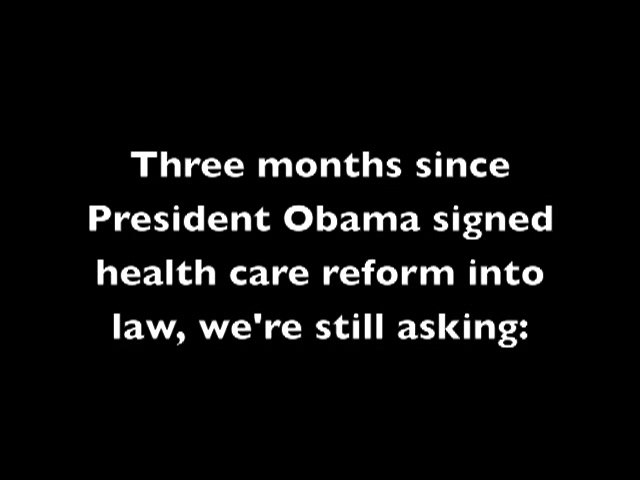 Three months since
President Obama signed
health care reform into
law, we're still asking: